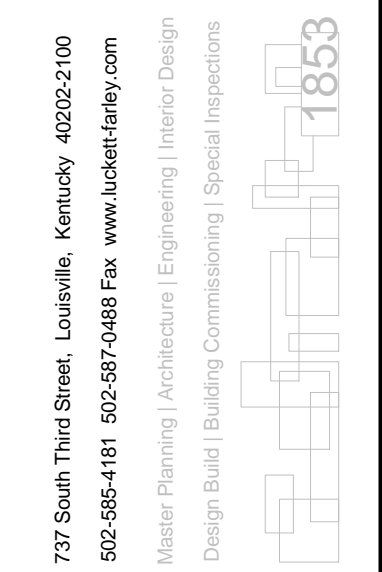 737 South Third Street, Louisville, Kentucky 40202-2100
502-585-4181 502-587-0488 Fax www.luckett-farley.com
Master Planning | Architecture | Engineering | Interior Design
Design Build | Building Commissioning | Special Inspections
1853